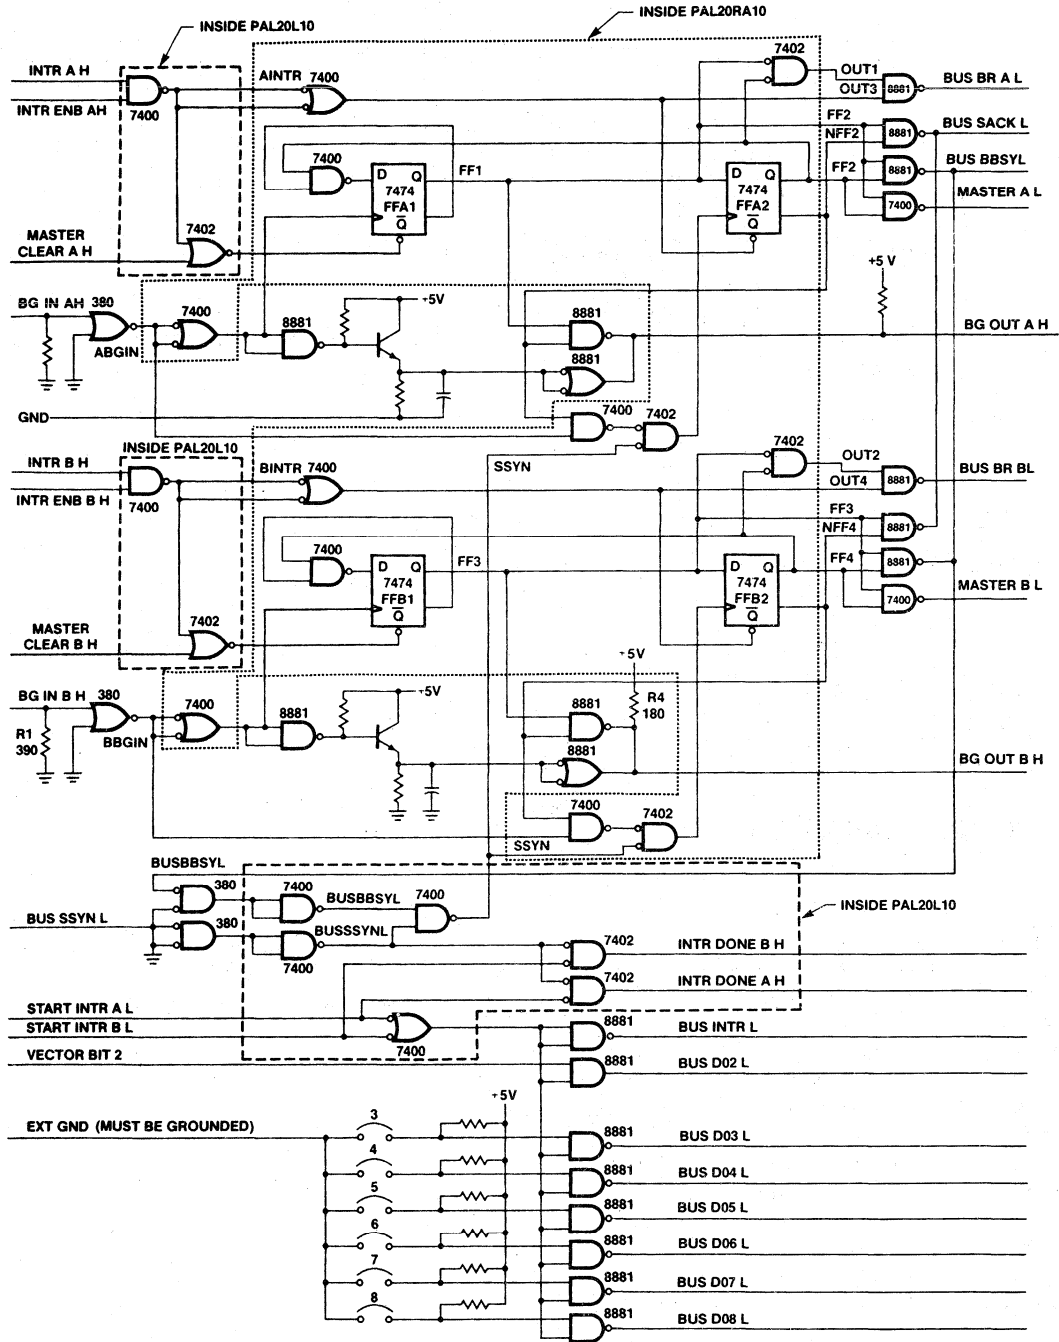 INSIDE PAL20L10
INSIDE PAL20RA10
INTR A H
INTR ENB AH
7400
AINTR
7400
7402
OUT1
OUT3
8881
BUS BR A L
FF2
NFF2
8881
BUS SACK L
7400
D Q
7474
FFA1
Q
FF1
D Q
7474
FFA2
Q
FF2
8881
BUS BBSYL
7400
MASTER A L
MASTER
CLEAR A H
7402
+5 V
BG IN AH
380
ABGIN
7400
8881
+5V
8881
8881
BG OUT A H
GND
7400
7402
SSYN
INSIDE PAL20L10
INTR B H
INTR ENB B H
7400
BINTR
7400
7402
OUT2
OUT4
8881
BUS BR BL
FF3
NFF4
8881
7400
D Q
7474
FFB1
Q
FF3
D Q
7474
FFB2
Q
FF4
8881
7400
MASTER B L
MASTER
CLEAR B H
7402
BG IN B H
380
R1
390
BBGIN
7400
8881
+5V
+5V
R4
180
8881
8881
BG OUT B H
7400
7402
SSYN
BUSBBSYL
380
7400
BUSBBSYL
7400
INSIDE PAL20L10
BUS SSYN L
380
7400
BUSSSYNL
7402
INTR DONE B H
7402
INTR DONE A H
START INTR A L
START INTR B L
7400
8881
BUS INTR L
VECTOR BIT 2
8881
BUS D02 L
+5V
EXT GND (MUST BE GROUNDED)
3
8881
BUS D03 L
4
8881
BUS D04 L
5
8881
BUS D05 L
6
8881
BUS D06 L
7
8881
BUS D07 L
8
8881
BUS D08 L